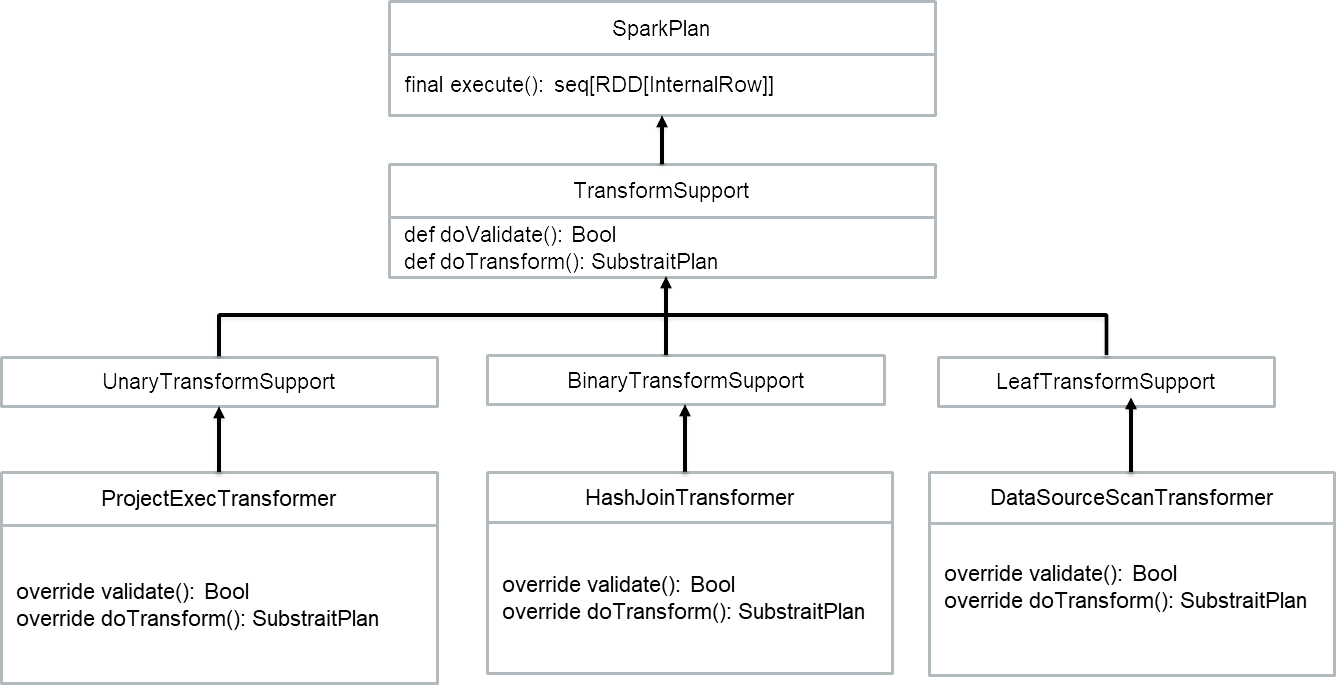 SparkPlan
final execute(): seq[RDD[InternalRow]]
TransformSupport
def doValidate(): Bool
def doTransform(): SubstraitPlan
UnaryTransformSupport
BinaryTransformSupport
LeafTransformSupport
ProjectExecTransformer
override validate(): Bool
override doTransform(): SubstraitPlan
HashJoinTransformer
override validate(): Bool
override doTransform(): SubstraitPlan
DataSourceScanTransformer
override validate(): Bool
override doTransform(): SubstraitPlan